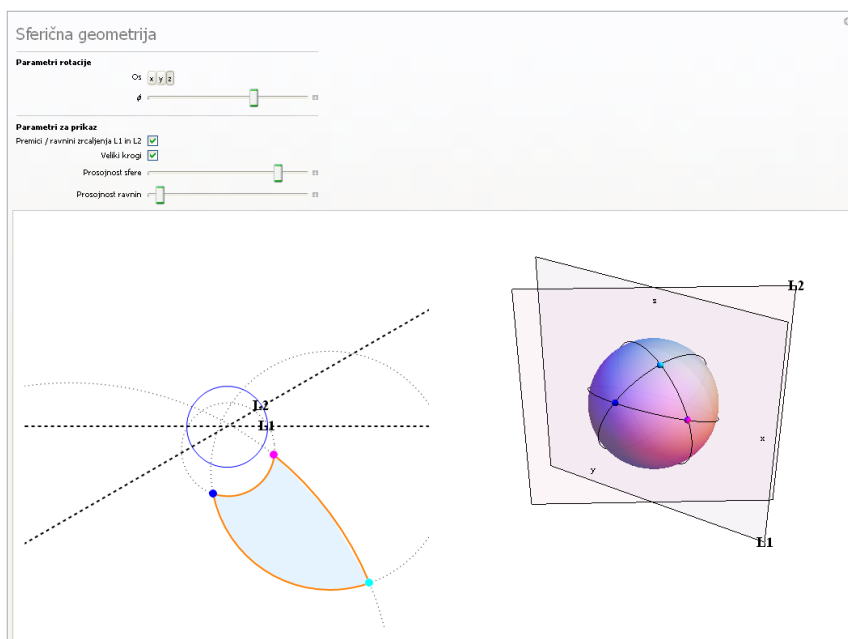 Sferična geometrija
Parametri rotacije
Os x y z
ϕ
Parametri za prikaz
Premici / ravnini zrcaljenja L1 in L2
Veliki krogi
Prosojnost sfere
Prosojnost ravnin
L2
L1
L2
z
x
y
L1